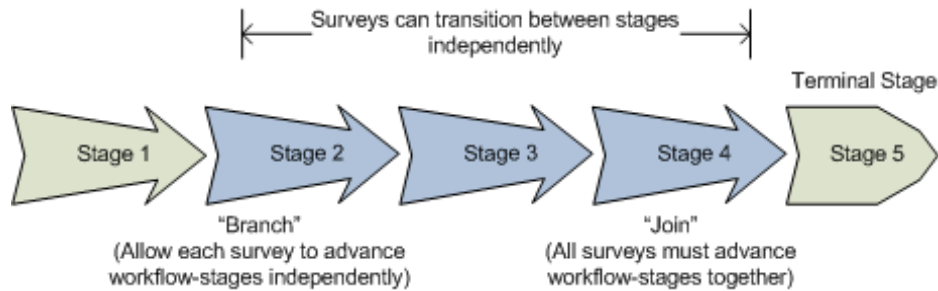 Surveys can transition between stages
independently
Terminal Stage
Stage 1
Stage 2
Stage 3
Stage 4
Stage 5
“Branch”
(Allow each survey to advance
workflow-stages independently)
“Join”
(All surveys must advance
workflow-stages together)